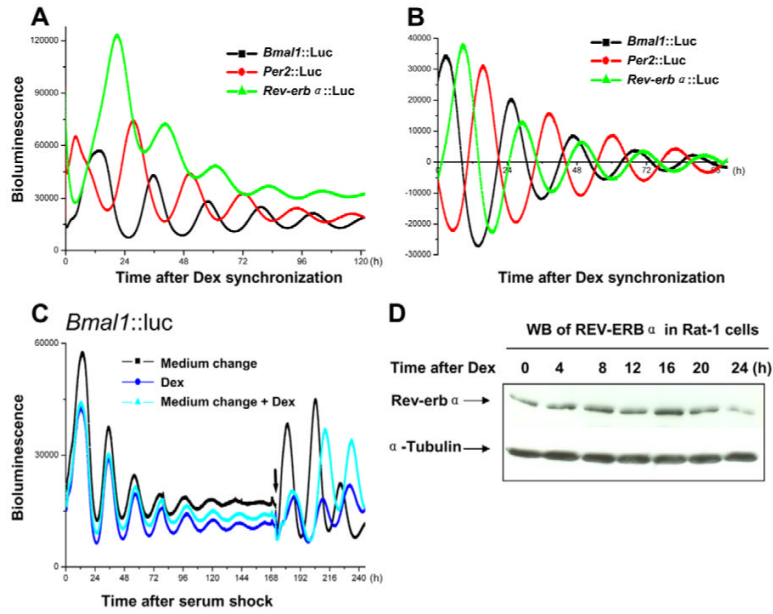 A
Bmal1::Luc
Per2::Luc
Rev-erb α::Luc
Bioluminescence
120000
90000
60000
30000
0
0 24 48 72 96 120 (h)
Time after Dex synchronization
B
Bmal1::Luc
Per2::Luc
Rev-erb α::Luc
40000
30000
20000
10000
0
-10000
-20000
-30000
0 24 48 72 96 (h)
Time after Dex synchronization
C Bmal1::luc
Medium change
Dex
Medium change + Dex
Bioluminescence
60000
30000
0
0 24 48 72 96 120 144 168 192 216 240 (h)
Time after serum shock
D
WB of REV-ERB α in Rat-1 cells
Time after Dex 0 4 8 12 16 20 24 (h)
Rev-erb α
α-Tubulin